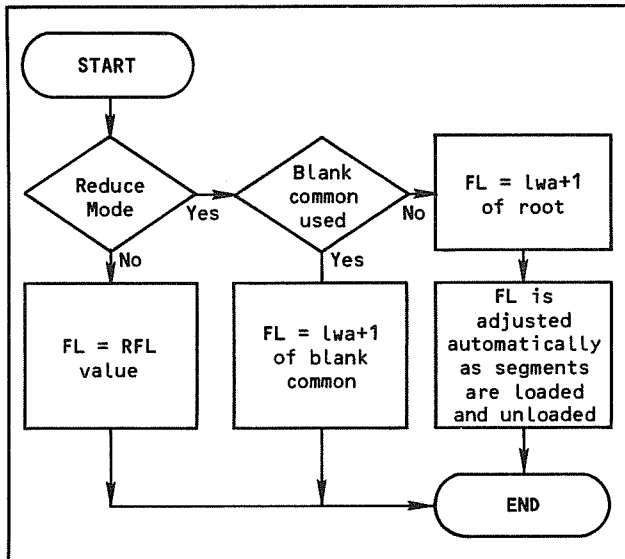 START
Reduce
Mode
Yes
No
Blank
common
used
No
Yes
FL = lwa+1
of root
FL = RFL
value
FL = lwa+1
of blank
common
FL is
adjusted
automatically
as segments
are loaded
and unloaded
END